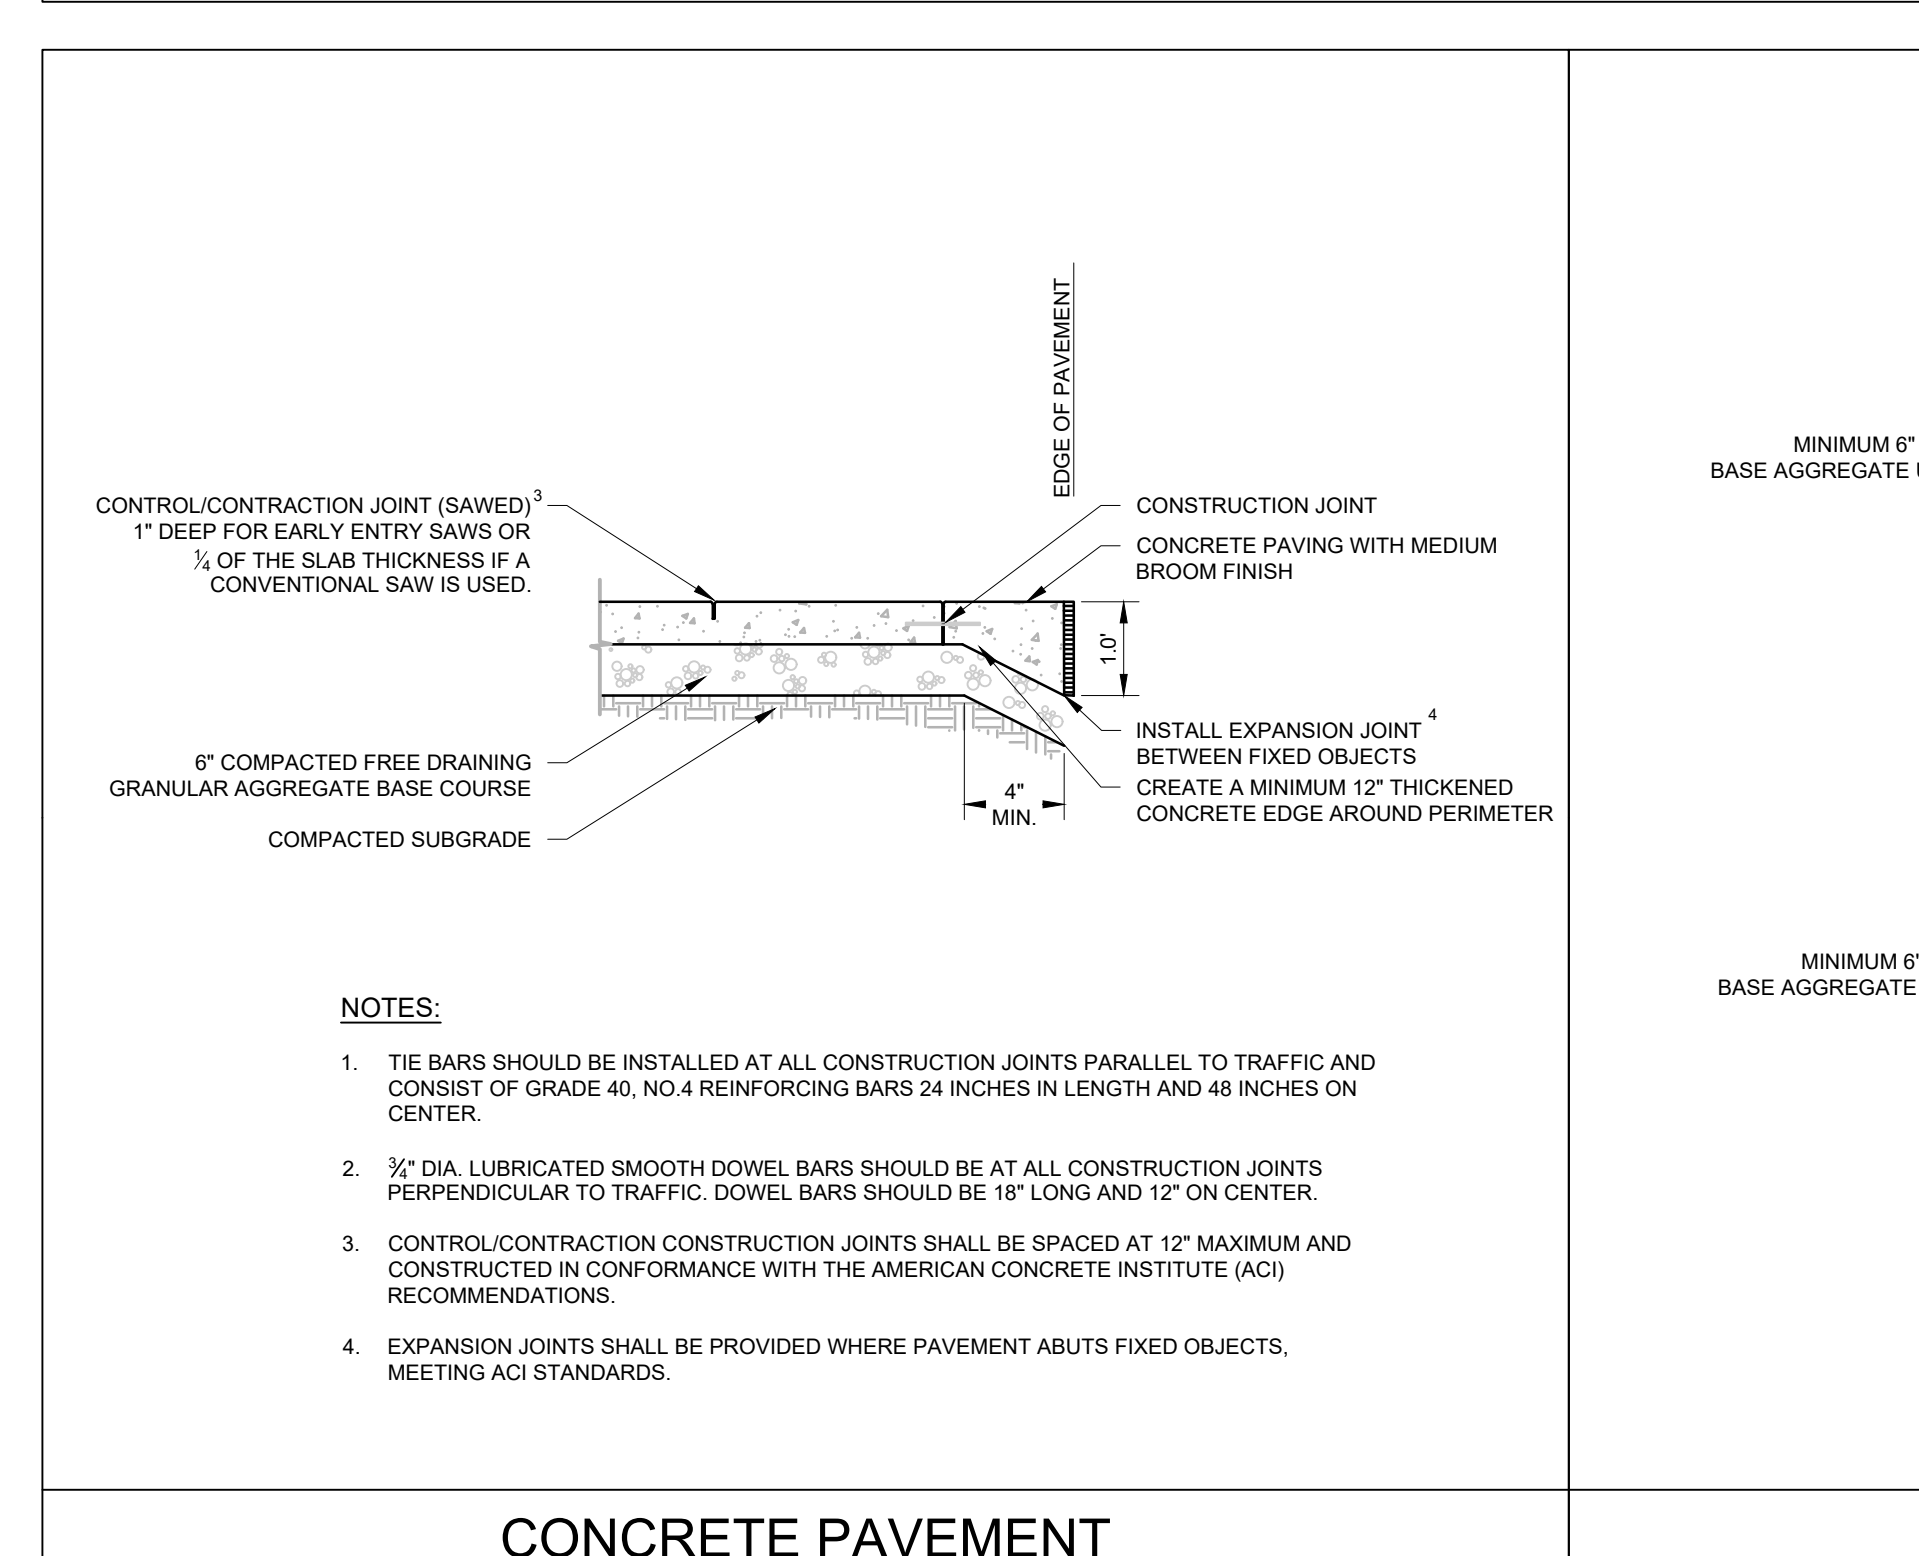 EDGE OF PAVEMENT
CONTROL/CONTRACTION JOINT (SAWED) 3
1" DEEP FOR EARLY ENTRY SAWS OR
1/4 OF THE SLAB THICKNESS IF A
CONVENTIONAL SAW IS USED.
6" COMPACTED FREE DRAINING
GRANULAR AGGREGATE BASE COURSE
COMPACTED SUBGRADE
CONSTRUCTION JOINT
CONCRETE PAVING WITH MEDIUM
BROOM FINISH
1.0'
INSTALL EXPANSION JOINT 4
BETWEEN FIXED OBJECTS
CREATE A MINIMUM 12" THICKENED
CONCRETE EDGE AROUND PERIMETER
4"
MIN.
NOTES:
1. TIE BARS SHOULD BE INSTALLED AT ALL CONSTRUCTION JOINTS PARALLEL TO TRAFFIC AND
CONSIST OF GRADE 40, NO.4 REINFORCING BARS 24 INCHES IN LENGTH AND 48 INCHES ON
CENTER.
2. 3/4" DIA. LUBRICATED SMOOTH DOWEL BARS SHOULD BE AT ALL CONSTRUCTION JOINTS
PERPENDICULAR TO TRAFFIC. DOWEL BARS SHOULD BE 18" LONG AND 12" ON CENTER.
3. CONTROL/CONTRACTION CONSTRUCTION JOINTS SHALL BE SPACED AT 12" MAXIMUM AND
CONSTRUCTED IN CONFORMANCE WITH THE AMERICAN CONCRETE INSTITUTE (ACI)
RECOMMENDATIONS.
4. EXPANSION JOINTS SHALL BE PROVIDED WHERE PAVEMENT ABUTS FIXED OBJECTS,
MEETING ACI STANDARDS.
CONCRETE PAVEMENT
MINIMUM 6"
BASE AGGREGATE
MINIMUM 6"
BASE AGGREGATE